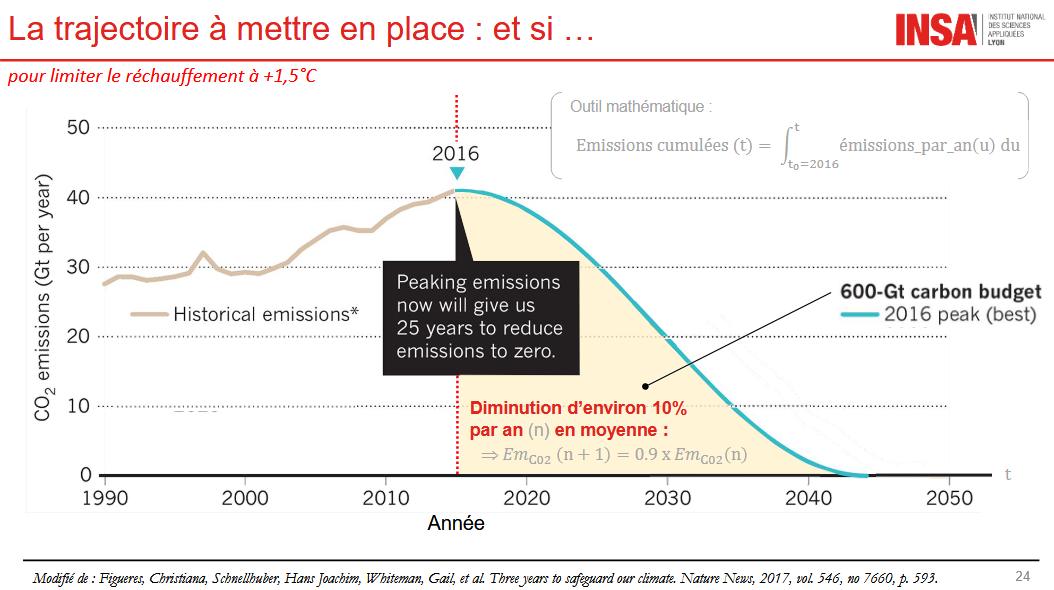 La trajectoire à mettre en place : et si …
INSA
INSTITUT NATIONAL
DES SCIENCES
APPLIQUÉES
LYON
pour limiter le réchauffement à +1,5°C
Outil mathématique :
Emissions cumulées (t) = ∫ t t₀=2016 émissions_par_an(u) du
CO₂ emissions (Gt per year)
50
40
30
20
10
0
2016
Peaking emissions
now will give us
25 years to reduce
emissions to zero.
Historical emissions*
600-Gt carbon budget
2016 peak (best)
Diminution d’environ 10%
par an (n) en moyenne :
⇒ Em_C02 (n + 1) = 0.9 x Em_C02(n)
t
1990 2000 2010 2020 2030 2040 2050
Année
Modifié de : Figueres, Christiana, Schnellhuber, Hans Joachim, Whiteman, Gail, et al. Three years to safeguard our climate. Nature News, 2017, vol. 546, no 7660, p. 593.
24